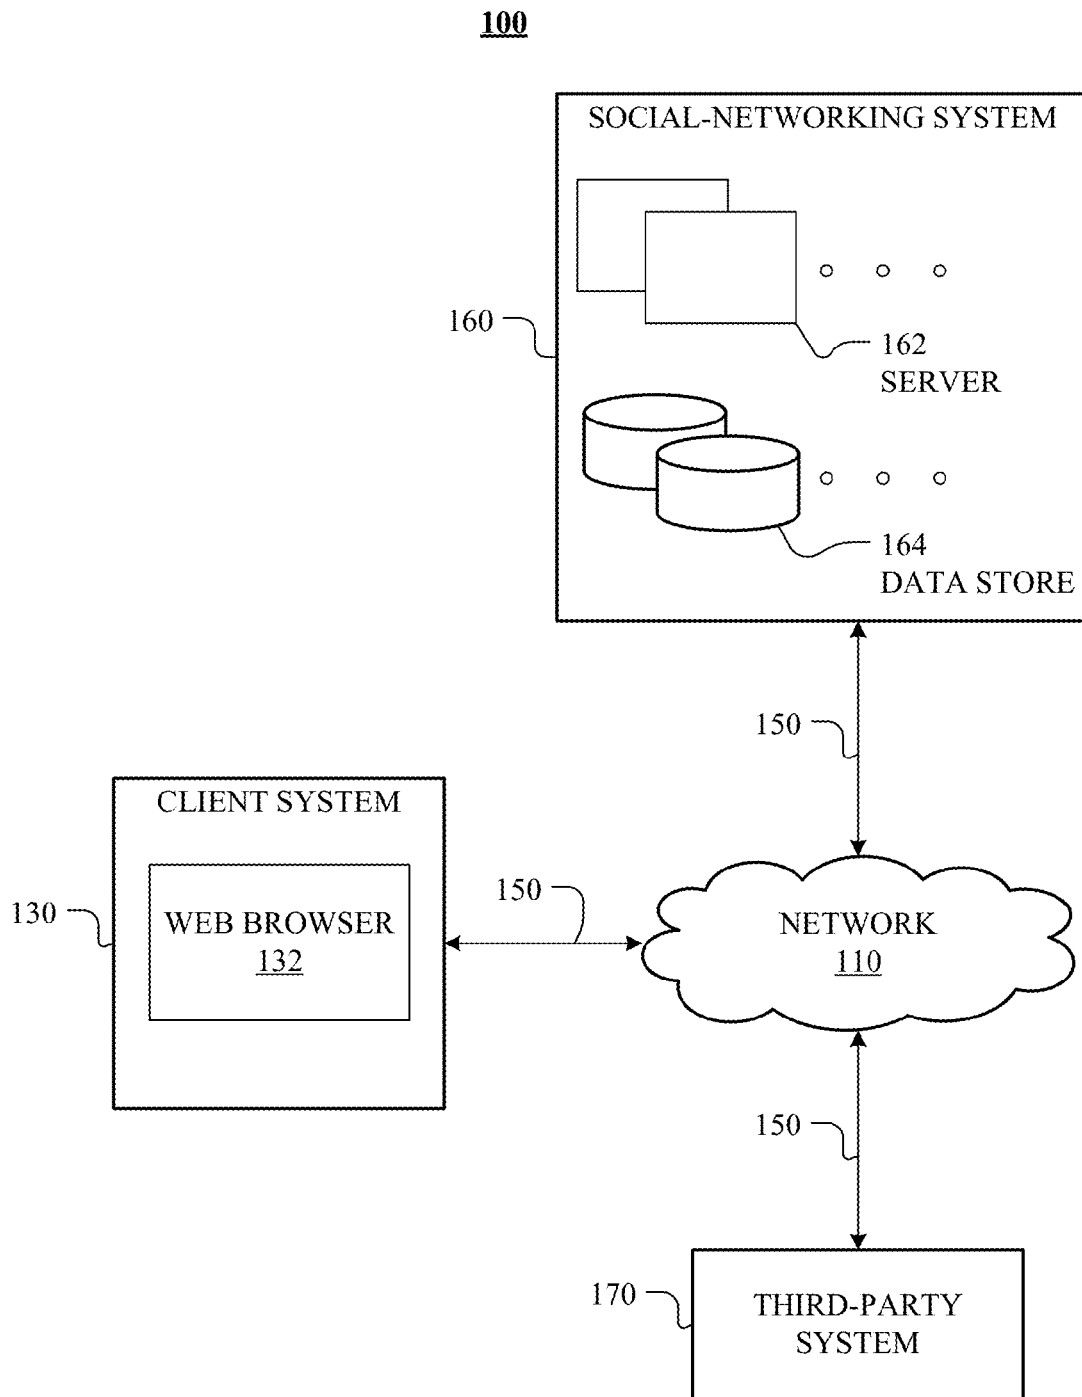 100
SOCIAL-NETWORKING SYSTEM
160
162
SERVER
164
DATA STORE
150
CLIENT SYSTEM
130
WEB BROWSER
132
150
NETWORK
110
150
170
THIRD-PARTY
SYSTEM